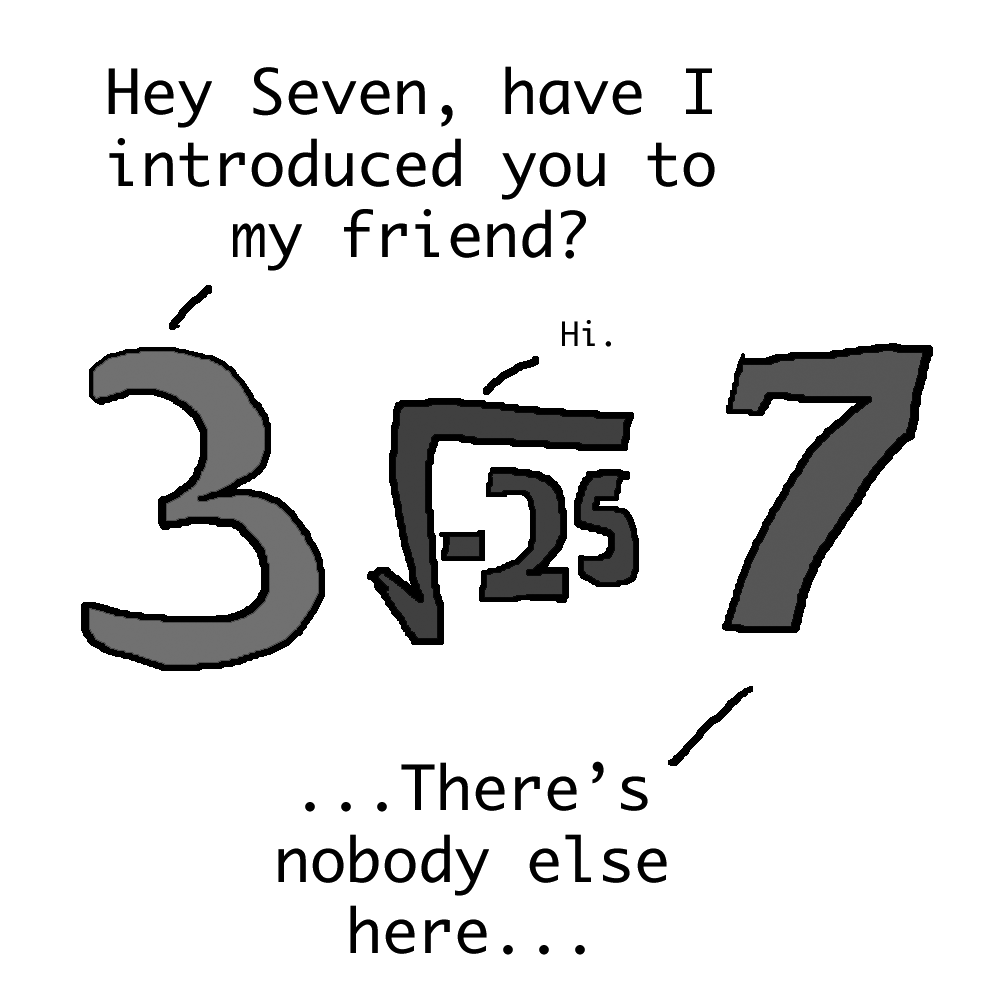 Hey Seven, have I
introduced you to
my friend?
Hi.
3 √-25 7
...There’s
nobody else
here...